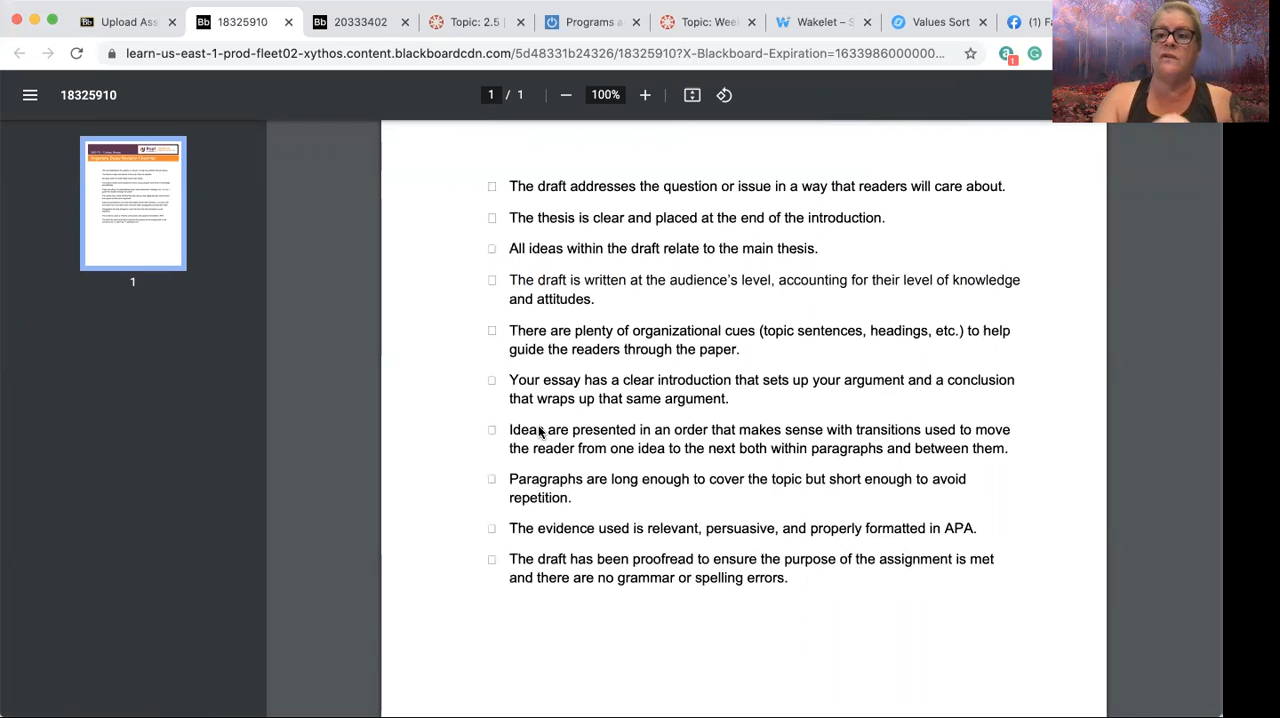 Upload Ass
18325910
20333402
Topic: 2.5 |
Programs a
Topic: Wee
Wakelet – S
Values Sort
(1) Fa
learn-us-east-1-prod-fleet02-xythos.content.blackboardcdn.com/5d48331b24326/18325910?X-Blackboard-Expiration=1633986000000...
18325910
1 / 1
100%
1
The draft addresses the question or issue in a way that readers will care about.
The thesis is clear and placed at the end of the introduction.
All ideas within the draft relate to the main thesis.
The draft is written at the audience's level, accounting for their level of knowledge
and attitudes.
There are plenty of organizational cues (topic sentences, headings, etc.) to help
guide the readers through the paper.
Your essay has a clear introduction that sets up your argument and a conclusion
that wraps up that same argument.
Ideas are presented in an order that makes sense with transitions used to move
the reader from one idea to the next both within paragraphs and between them.
Paragraphs are long enough to cover the topic but short enough to avoid
repetition.
The evidence used is relevant, persuasive, and properly formatted in APA.
The draft has been proofread to ensure the purpose of the assignment is met
and there are no grammar or spelling errors.